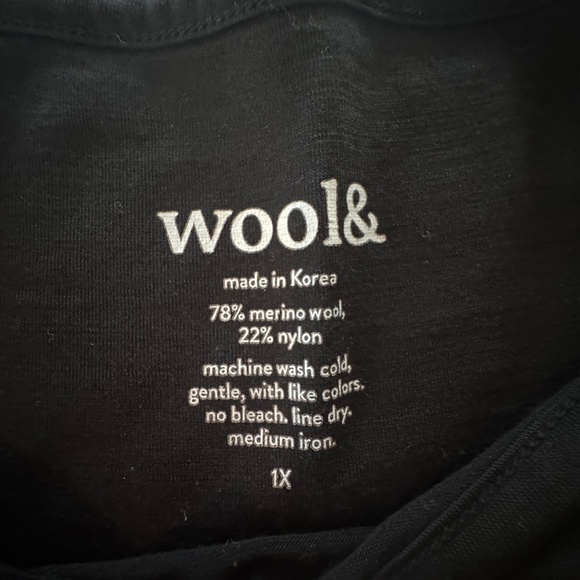 wool&
made in Korea
78% merino wool,
22% nylon
machine wash cold,
gentle, with like colors.
no bleach. line dry.
medium iron.
1X